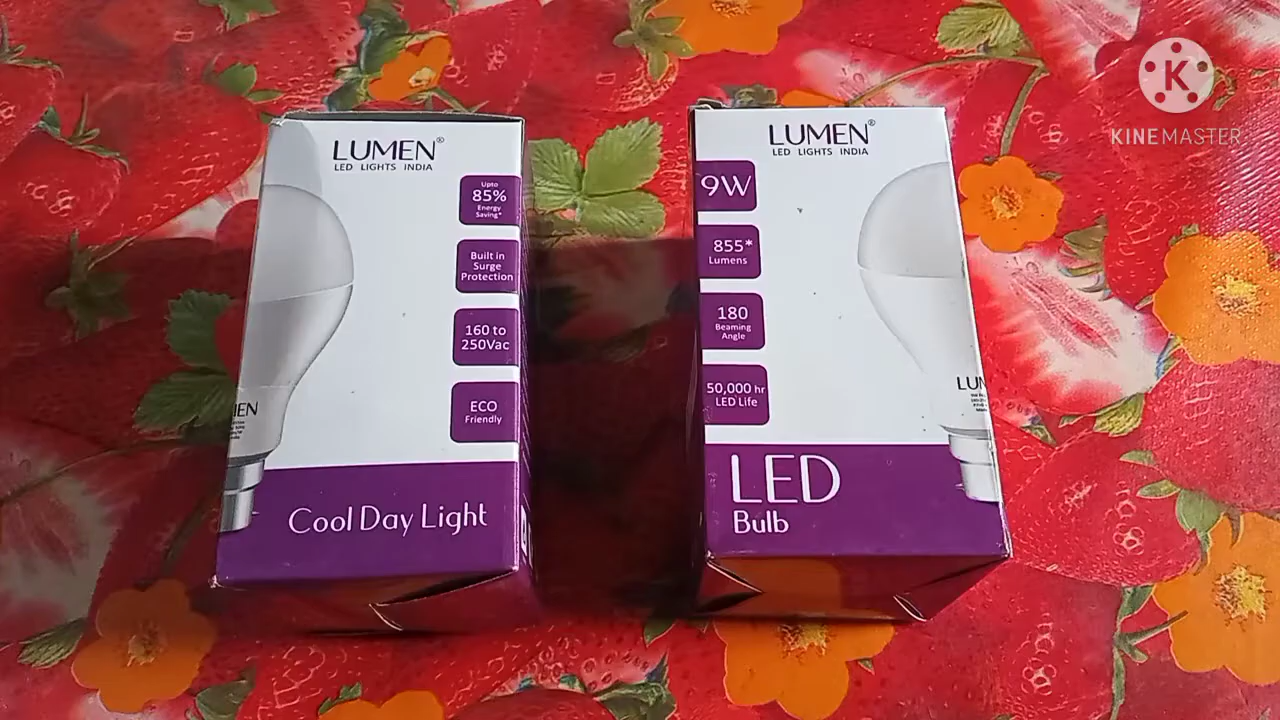 LUMEN®
LED LIGHTS INDIA
Upto
85%
Energy
Saving*
Built in
Surge
Protection
160 to
250Vac
ECO
Friendly
IEN
Cool Day Light
LUMEN®
LED LIGHTS INDIA
9W
855*
Lumens
180
Beaming
Angle
50,000 hr
LED Life
LUM
LED
Bulb
K
KINEMASTER